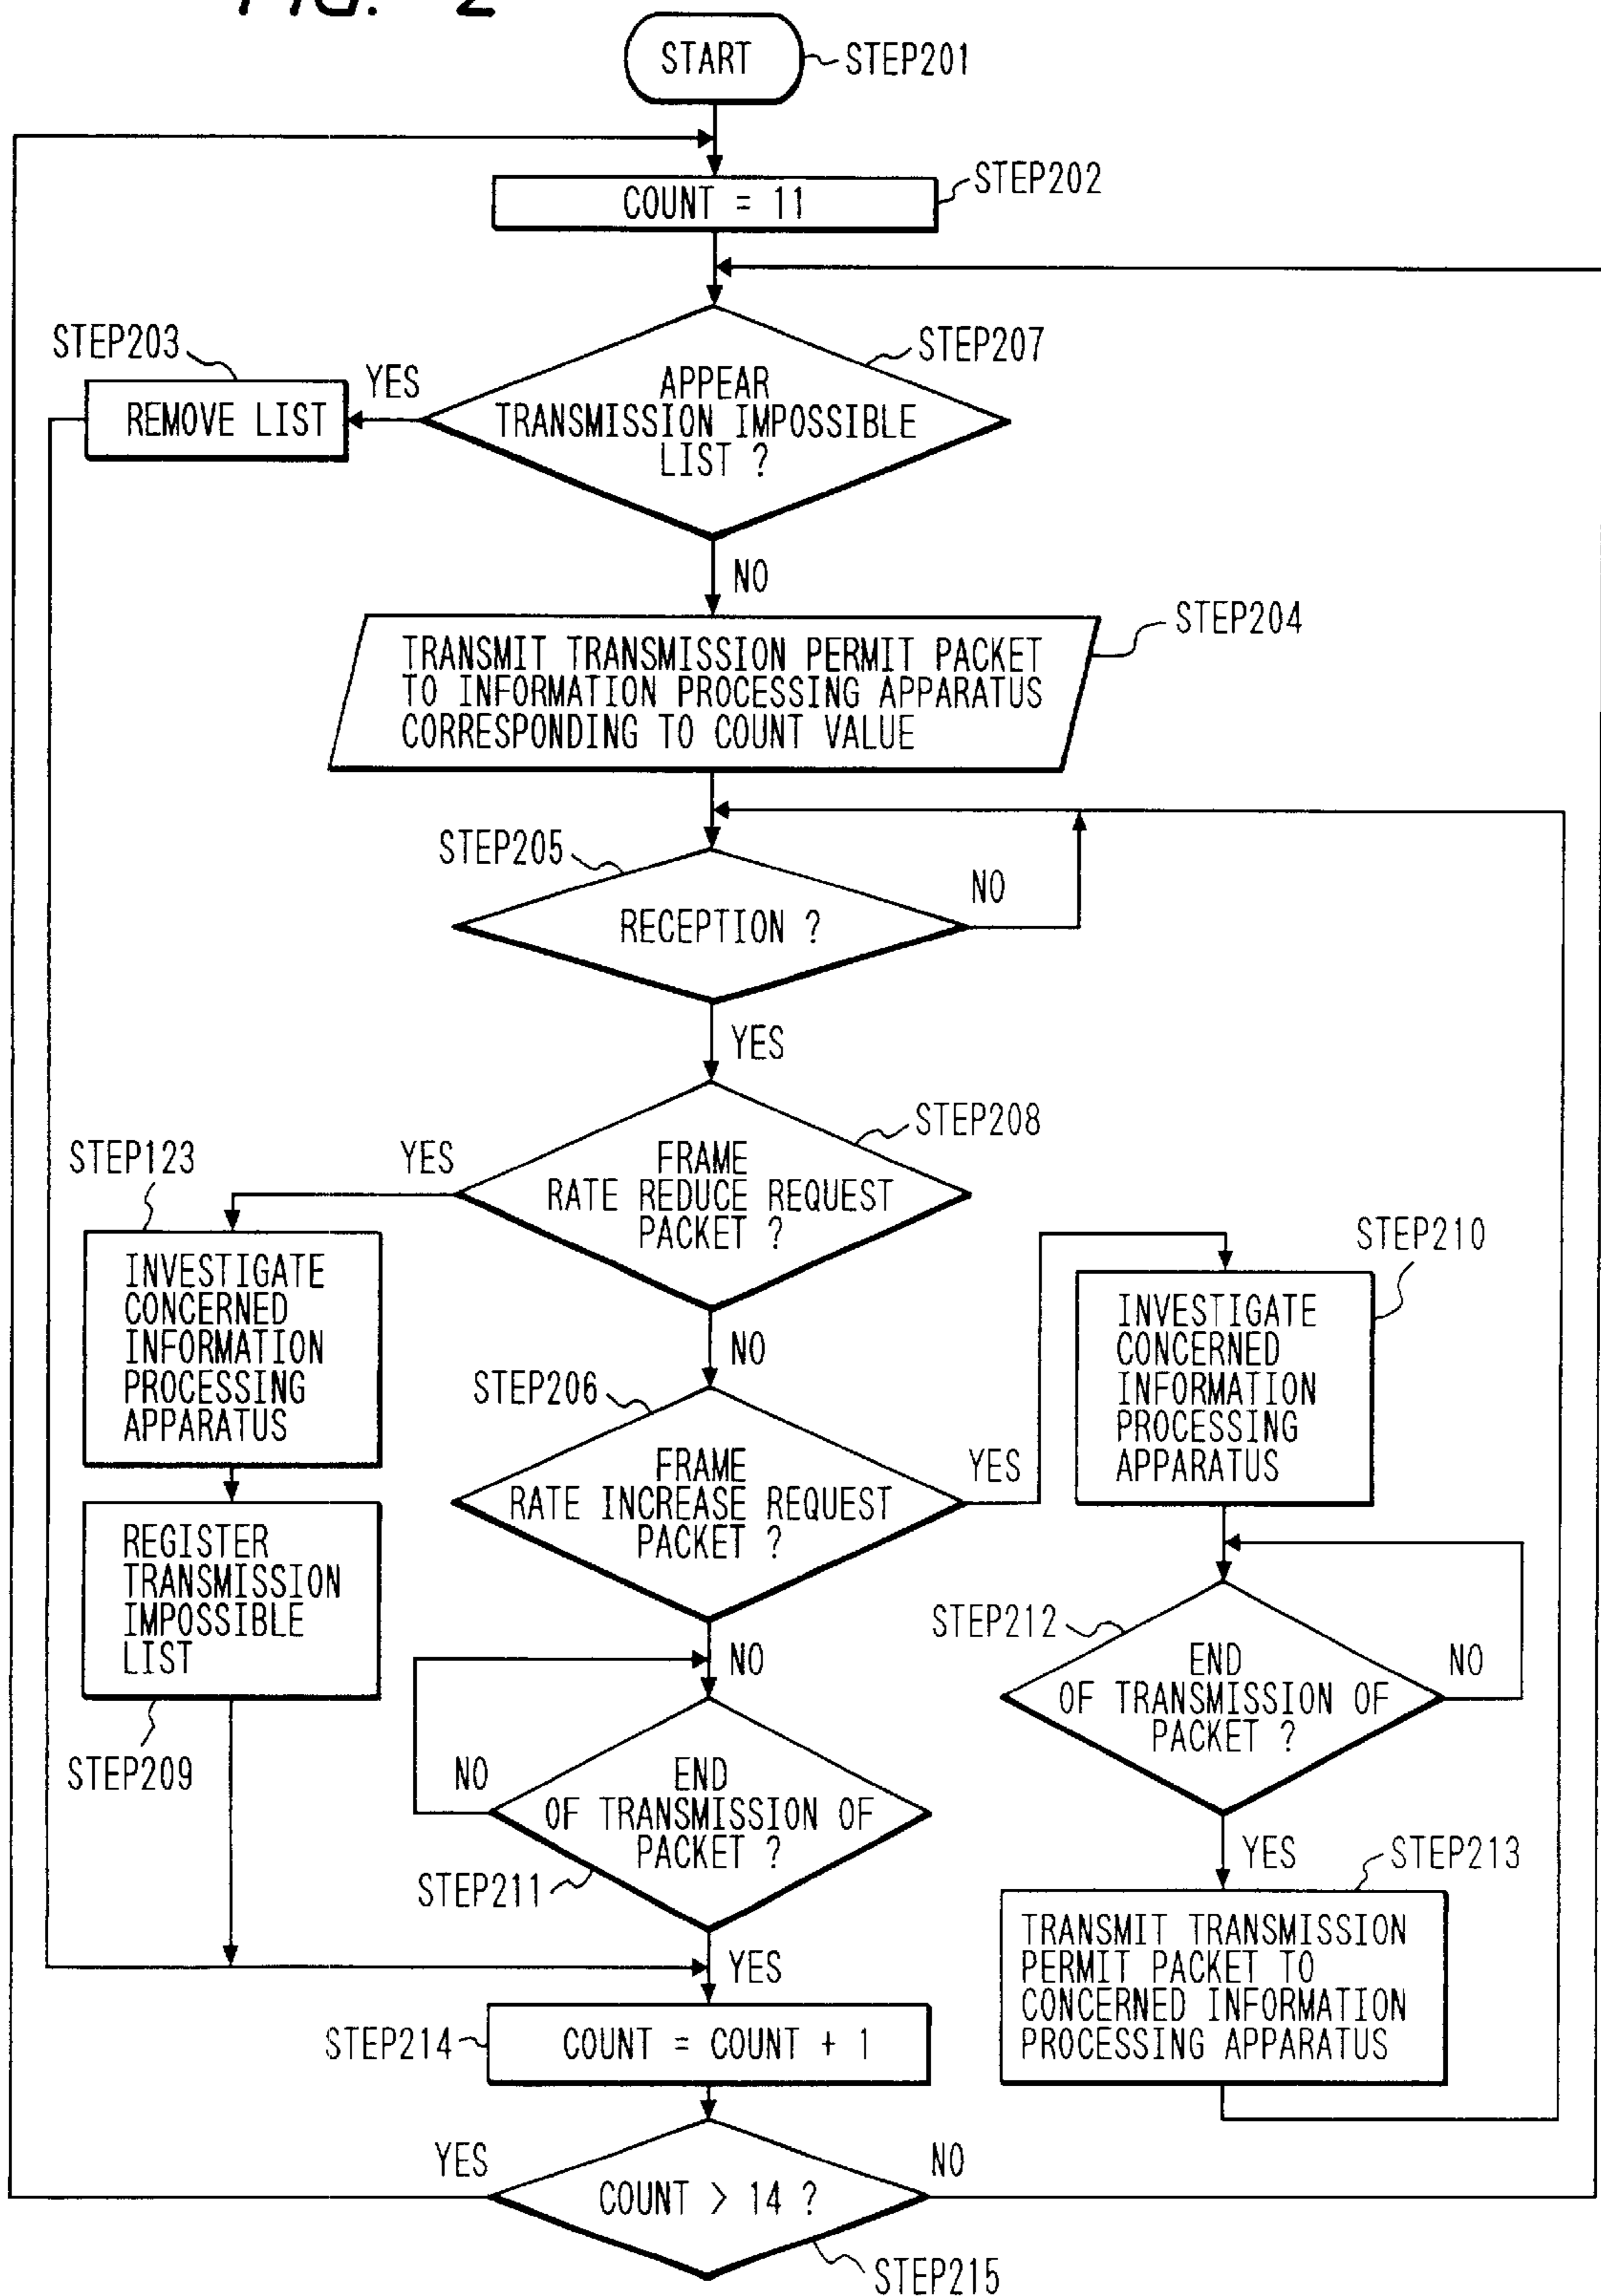 FIG. 2
START
STEP201
COUNT = 11
STEP202
STEP203
REMOVE LIST
YES
APPEAR
TRANSMISSION IMPOSSIBLE
LIST ?
STEP207
NO
TRANSMIT TRANSMISSION PERMIT PACKET
TO INFORMATION PROCESSING APPARATUS
CORRESPONDING TO COUNT VALUE
STEP204
STEP205
RECEPTION ?
NO
YES
STEP208
FRAME
RATE REDUCE REQUEST
PACKET ?
YES
STEP123
INVESTIGATE
CONCERNED
INFORMATION
PROCESSING
APPARATUS
NO
STEP210
INVESTIGATE
CONCERNED
INFORMATION
PROCESSING
APPARATUS
STEP206
FRAME
RATE INCREASE REQUEST
PACKET ?
YES
REGISTER
TRANSMISSION
IMPOSSIBLE
LIST
STEP209
NO
STEP212
END
OF TRANSMISSION OF
PACKET ?
NO
NO
END
OF TRANSMISSION OF
PACKET ?
STEP211
YES
YES
STEP213
TRANSMIT TRANSMISSION
PERMIT PACKET TO
CONCERNED INFORMATION
PROCESSING APPARATUS
STEP214
COUNT = COUNT + 1
YES
COUNT > 14 ?
NO
STEP215